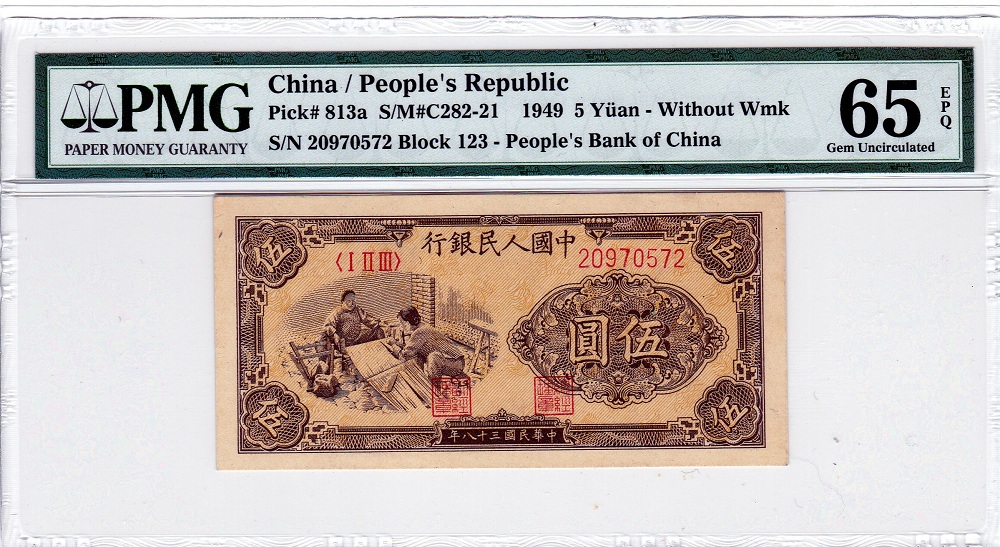 PMG
PAPER MONEY GUARANTY
China / People's Republic
Pick# 813a S/M#C282-21 1949 5 Yüan - Without Wmk
S/N 20970572 Block 123 - People's Bank of China
65
EPQ
Gem Uncirculated
伍
伍
行銀民人國中
〈I II III〉
20970572
圓伍
伍
伍
年八十三國民華中